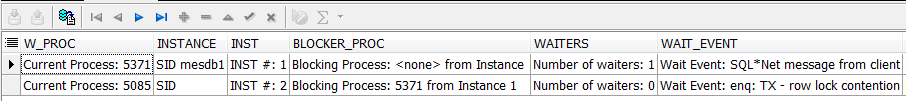 W_PROC INSTANCE INST BLOCKER_PROC WAITERS WAIT_EVENT
Current Process: 5371 SID mesdb1 INST #: 1 Blocking Process: <none> from Instance Number of waiters: 1 Wait Event: SQL*Net message from client
Current Process: 5085 SID INST #: 2 Blocking Process: 5371 from Instance 1 Number of waiters: 0 Wait Event: enq: TX - row lock contention